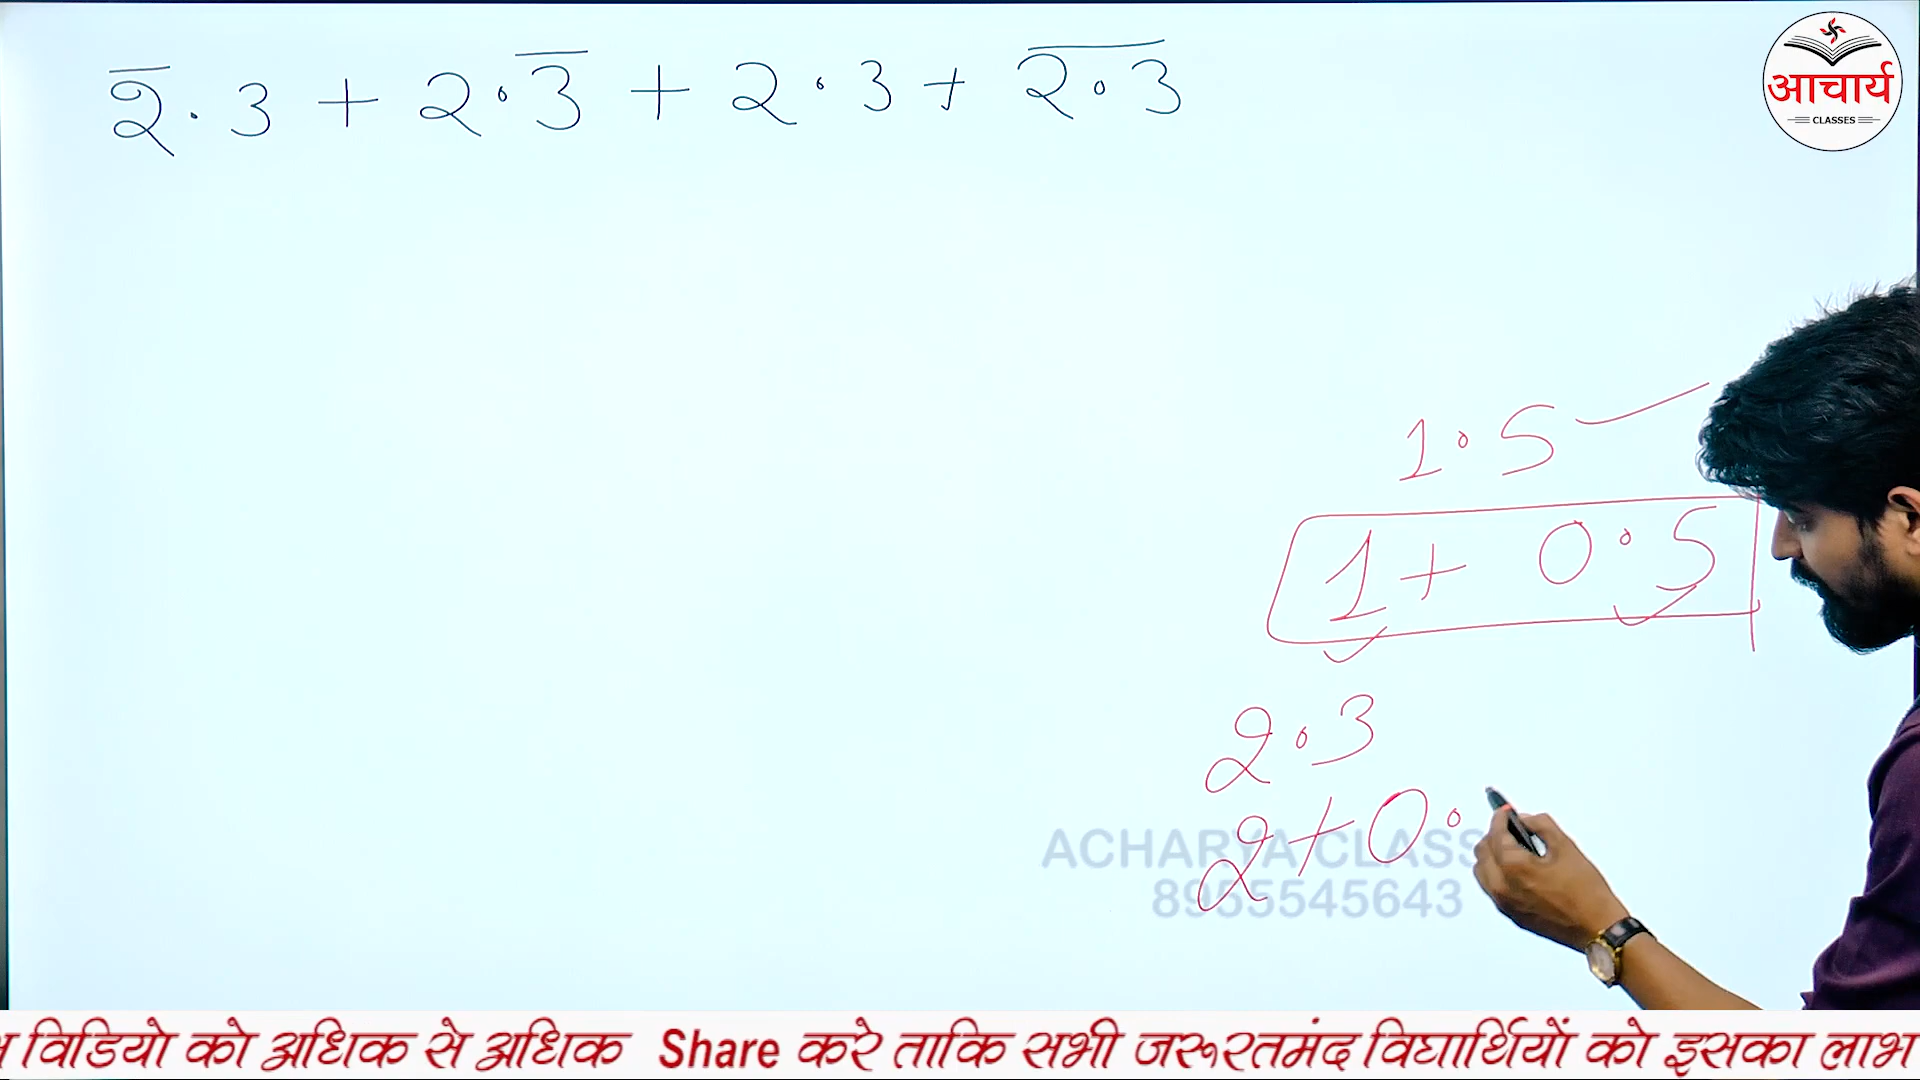 2̅.3 + 2.3̅ + 2.3 + 2̅.̅3̅
आचार्य
CLASSES
1.5
1 + 0.5
2.3
2 + 0.
ACHARYA CLASSES
8955545643
विडियो को अधिक से अधिक Share करे ताकि सभी जरूरतमंद विद्यार्थियों को इसका लाभ